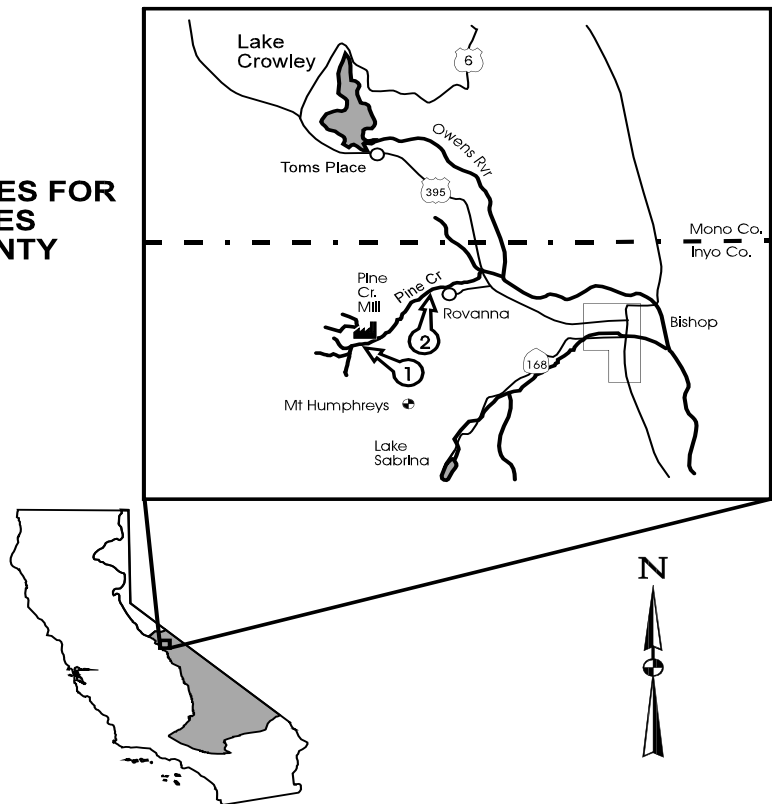 ES FOR
ES
NTY
Lake
Crowley
6
Toms Place
Owens Rvr
395
Mono Co.
Inyo Co.
Pine
Cr.
Mill
Pine Cr
Rovanna
Bishop
2
1
168
Mt Humphreys
Lake
Sabrina
N